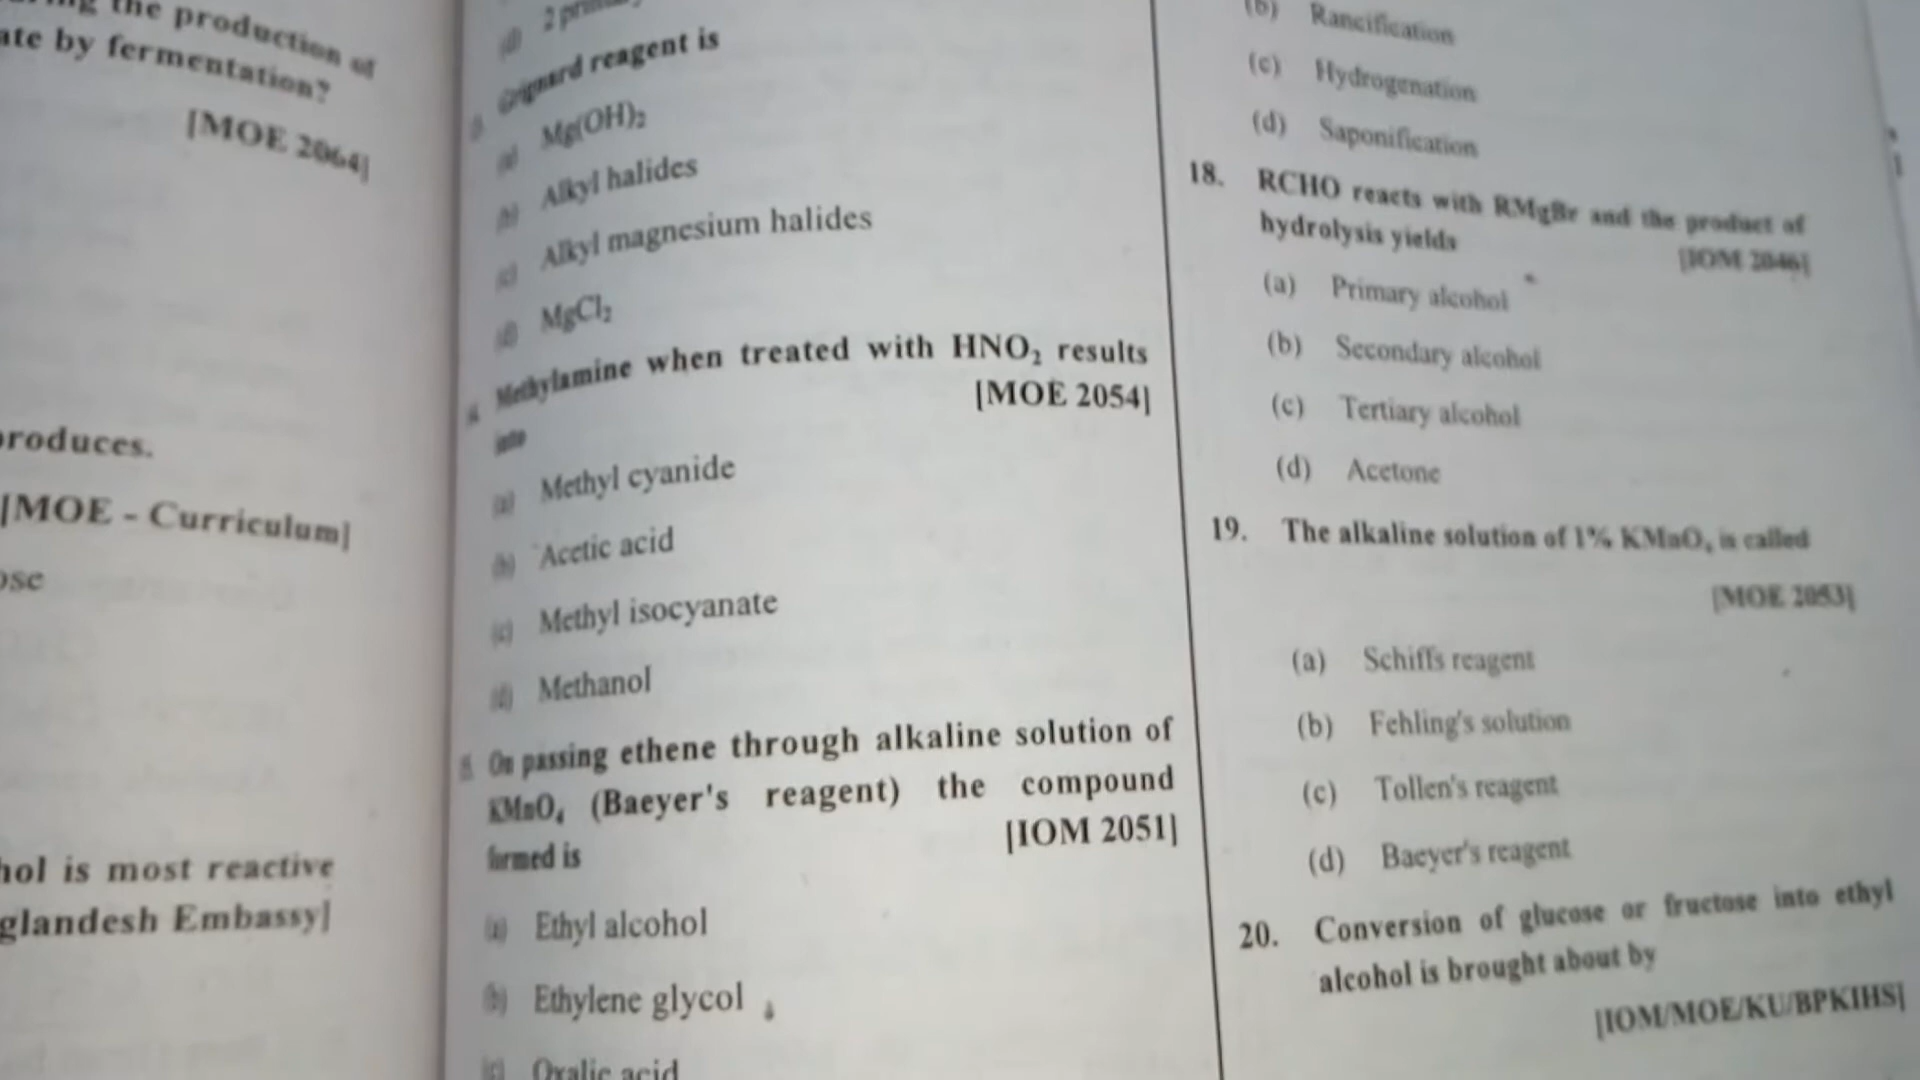 the production of
ate by fermentation?
[MOE 2064]
produces.
[MOE - Curriculum]
ose
hol is most reactive
glandesh Embassy]
(d) 2
Grignard reagent is
(a) Mg(OH)₂
(b) Alkyl halides
(c) Alkyl magnesium halides
(d) MgCl₂
Methylamine when treated with HNO₂ results
[MOE 2054]
into
(a) Methyl cyanide
(b) Acetic acid
(c) Methyl isocyanate
(d) Methanol
On passing ethene through alkaline solution of
KMnO₄ (Baeyer's reagent) the compound
formed is [IOM 2051]
(a) Ethyl alcohol
(b) Ethylene glycol
(c) Oxalic acid
(b) Rancification
(c) Hydrogenation
(d) Saponification
18. RCHO reacts with RMgBr and the product of
hydrolysis yields
[IOM 2046]
(a) Primary alcohol
(b) Secondary alcohol
(c) Tertiary alcohol
(d) Acetone
19. The alkaline solution of 1% KMnO₄ is called
[MOE 2053]
(a) Schiffs reagent
(b) Fehling's solution
(c) Tollen's reagent
(d) Baeyer's reagent
20. Conversion of glucose or fructose into ethyl
alcohol is brought about by
[IOM/MOE/KU/BPKIHS]